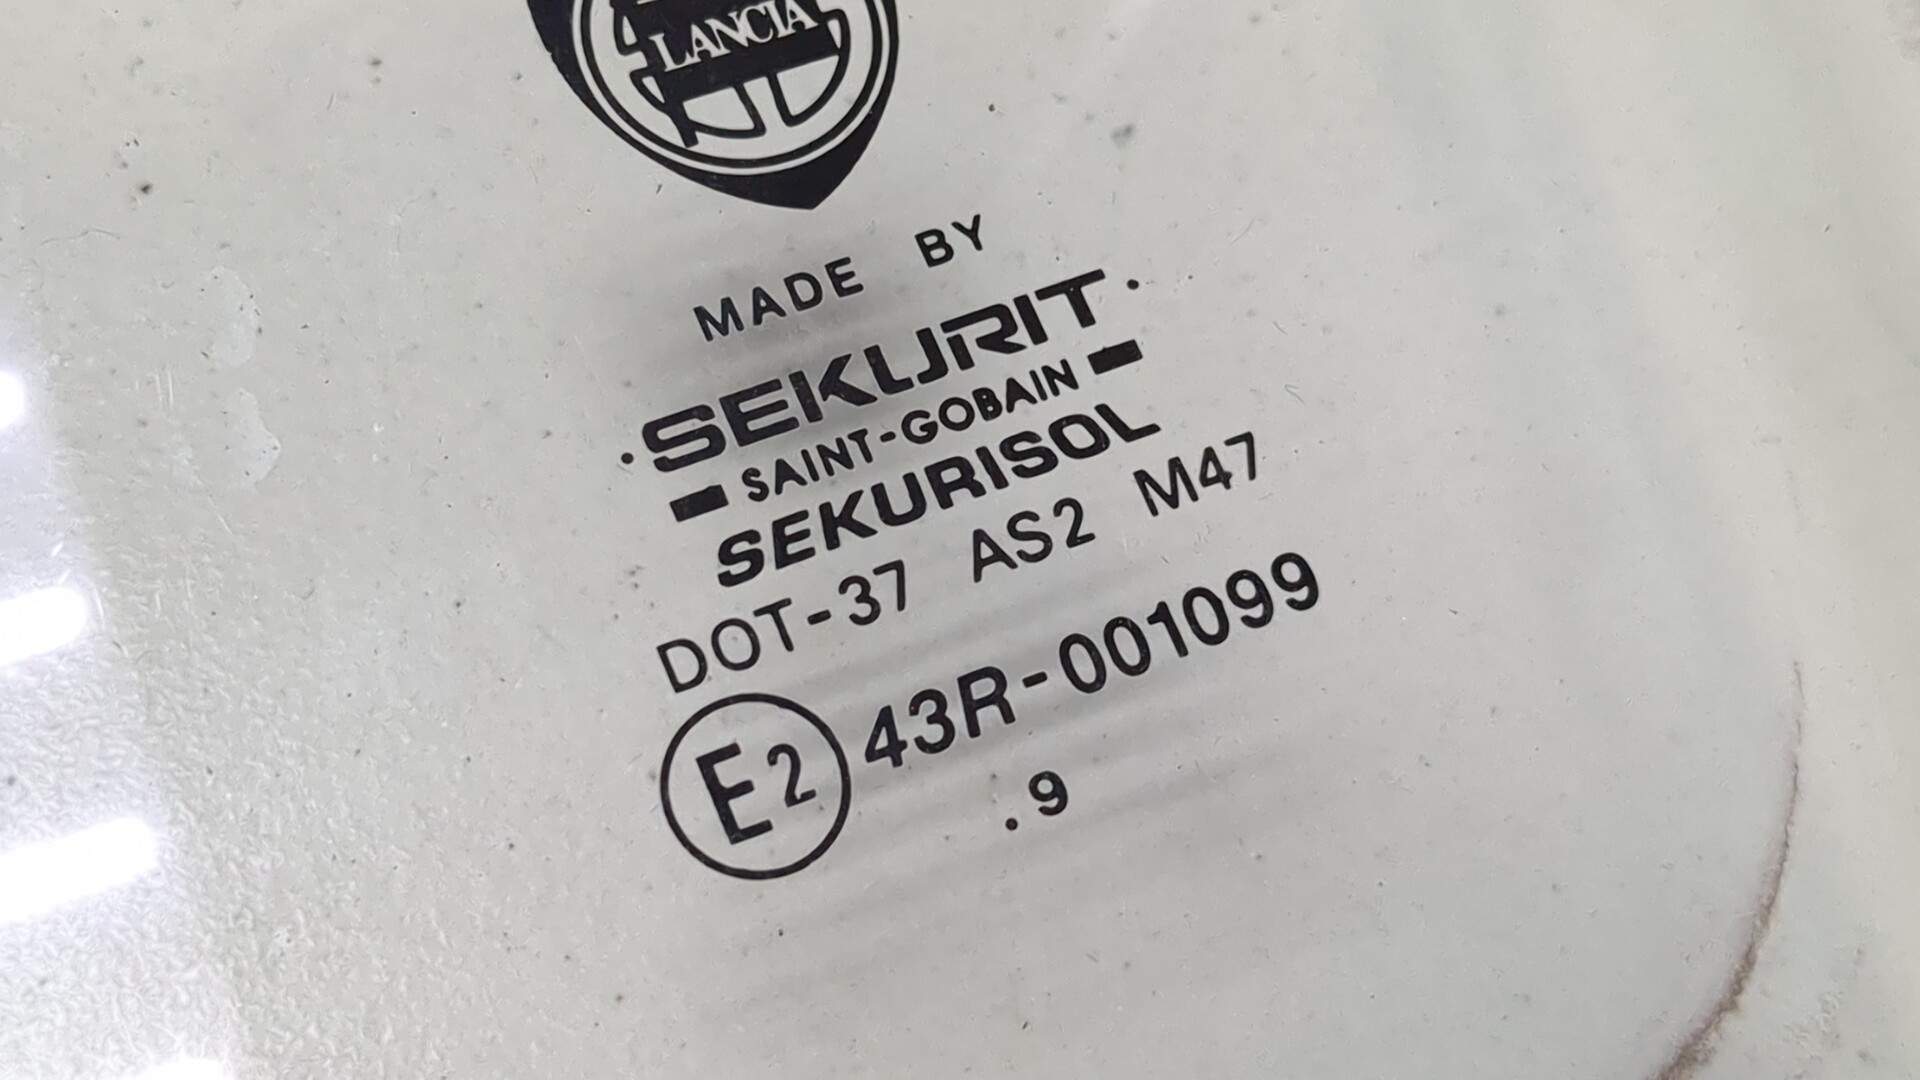 LANCIA
MADE BY
SEKURIT
SAINT-GOBAIN
SEKURISOL
DOT-37 AS2 M47
E2 43R-001099
.9